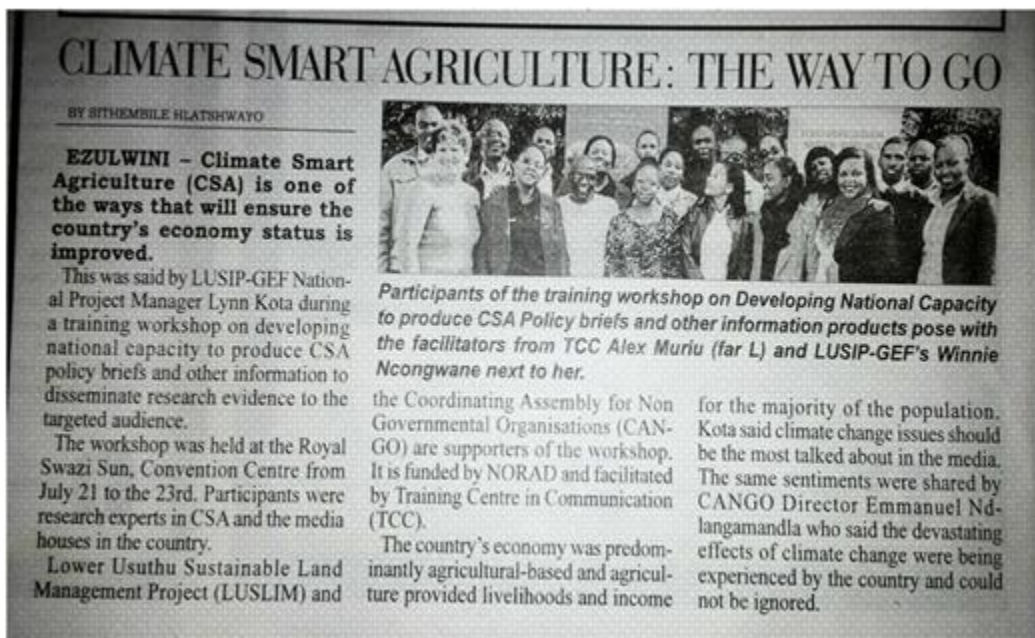 CLIMATE SMART AGRICULTURE: THE WAY TO GO
BY SITHEMBILE HLATSHWAYO
EZULWINI – Climate Smart
Agriculture (CSA) is one of
the ways that will ensure the
country's economy status is
improved.
This was said by LUSIP-GEF Nation-
al Project Manager Lynn Kota during
a training workshop on developing
national capacity to produce CSA
policy briefs and other information to
disseminate research evidence to the
targeted audience.
The workshop was held at the Royal
Swazi Sun, Convention Centre from
July 21 to the 23rd. Participants were
research experts in CSA and the media
houses in the country.
Lower Usuthu Sustainable Land
Management Project (LUSLIM) and
Participants of the training workshop on Developing National Capacity
to produce CSA Policy briefs and other information products pose with
the facilitators from TCC Alex Muriu (far L) and LUSIP-GEF's Winnie
Ncongwane next to her.
the Coordinating Assembly for Non
Governmental Organisations (CAN-
GO) are supporters of the workshop.
It is funded by NORAD and facilitated
by Training Centre in Communication
(TCC).
The country's economy was predom-
inantly agricultural-based and agricul-
ture provided livelihoods and income
for the majority of the population.
Kota said climate change issues should
be the most talked about in the media.
The same sentiments were shared by
CANGO Director Emmanuel Nd-
langamandla who said the devastating
effects of climate change were being
experienced by the country and could
not be ignored.